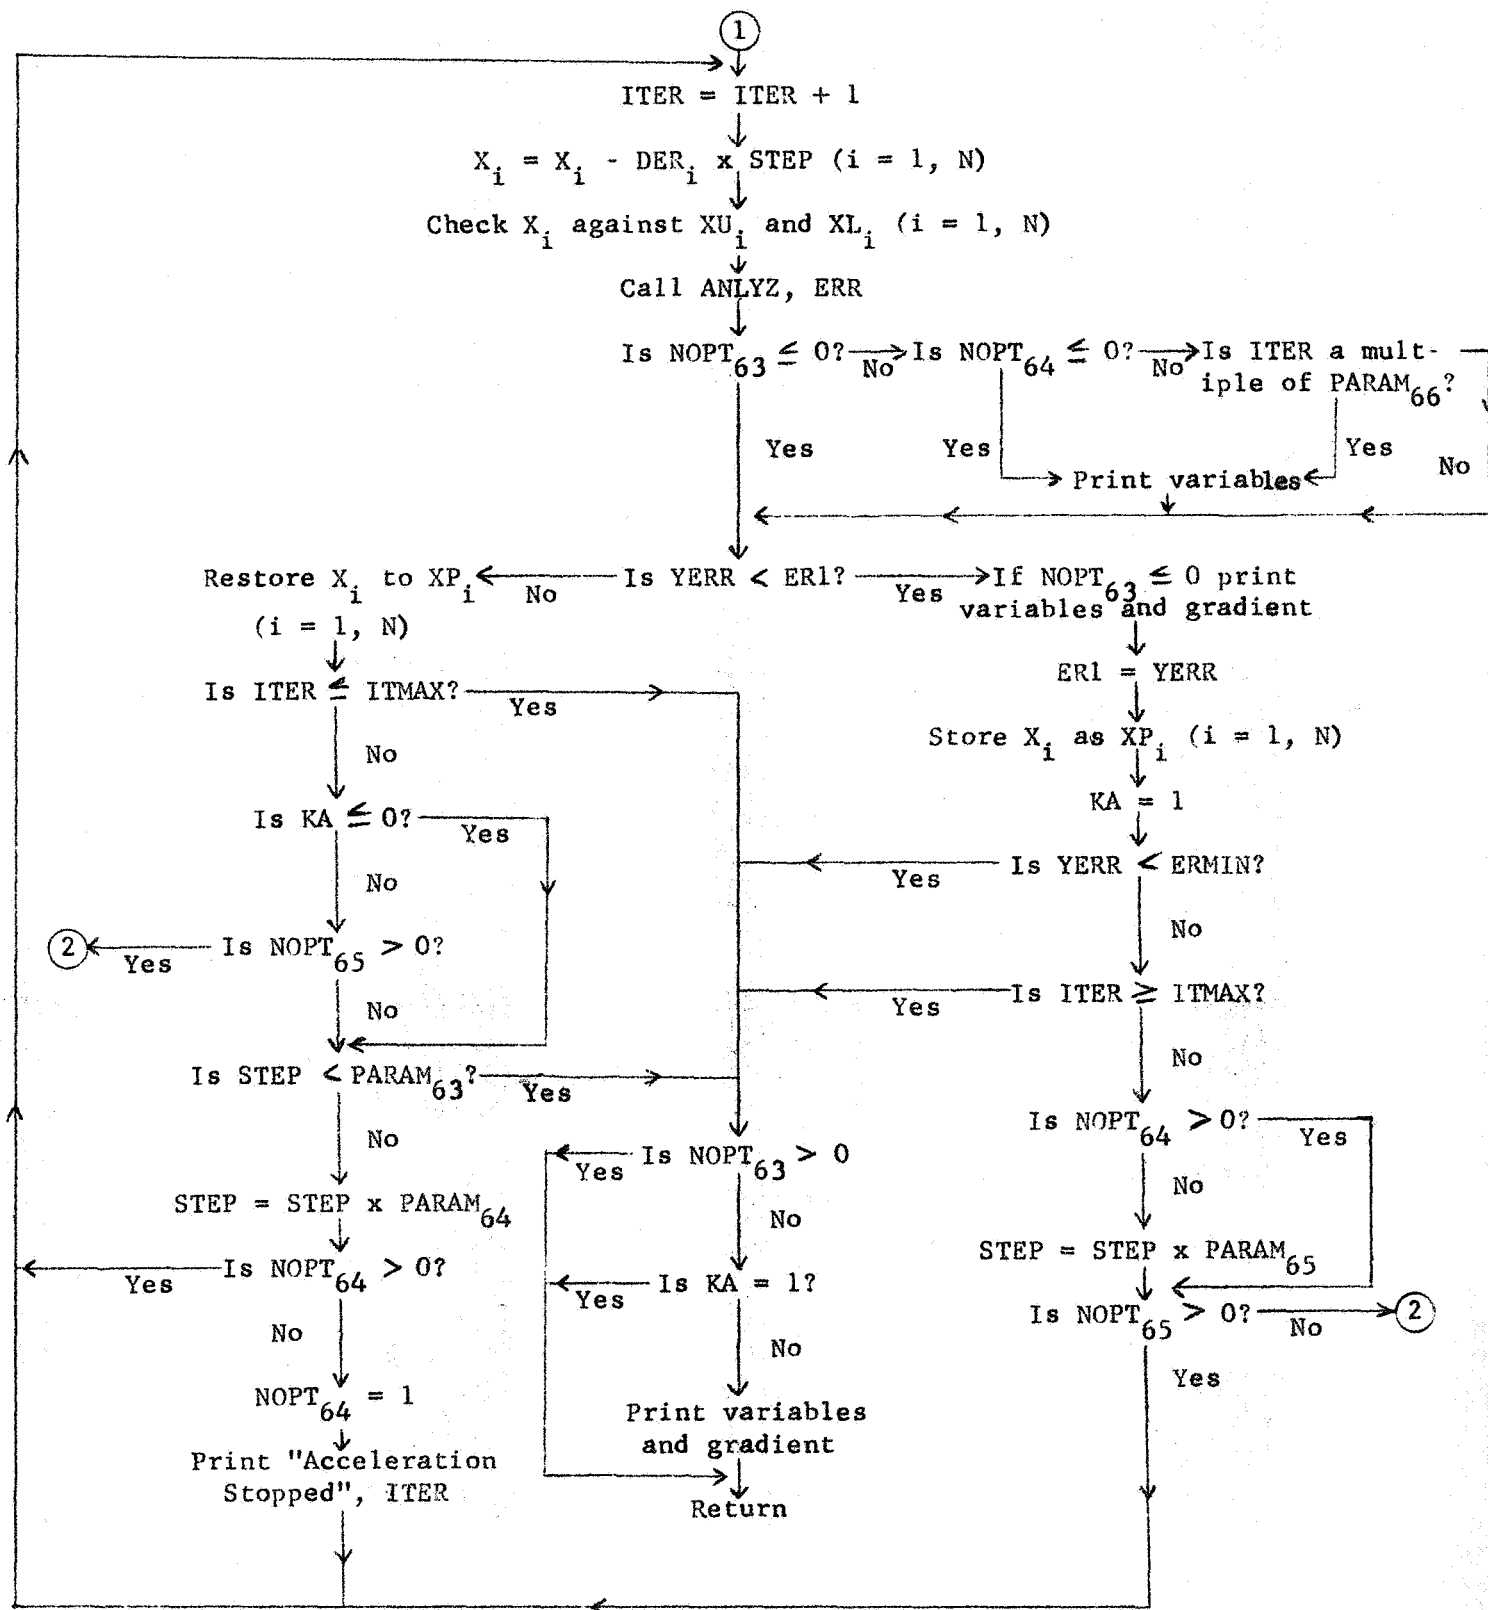 1
ITER = ITER + 1
X_i = X_i - DER_i x STEP (i = 1, N)
Check X_i against XU_i and XL_i (i = 1, N)
Call ANLYZ, ERR
Is NOPT_63 ≤ 0? No Is NOPT_64 ≤ 0? No Is ITER a mult-
iple of PARAM_66?
Yes Yes Yes No
Print variables
Restore X_i to XP_i No Is YERR < ER1? Yes If NOPT_63 ≤ 0 print
variables and gradient
(i = 1, N)
ER1 = YERR
Is ITER ≤ ITMAX? Yes
Store X_i as XP_i (i = 1, N)
No
KA = 1
Is KA ≤ 0? Yes
Yes Is YERR < ERMIN?
No
No
2 Yes Is NOPT_65 > 0?
Yes Is ITER ≥ ITMAX?
No
No
Is STEP < PARAM_63? Yes
Is NOPT_64 > 0? Yes
No
Yes Is NOPT_63 > 0
No
STEP = STEP x PARAM_64
No
STEP = STEP x PARAM_65
Yes Is NOPT_64 > 0?
Yes Is KA = 1?
Is NOPT_65 > 0? No 2
No
No
Yes
NOPT_64 = 1
Print variables
and gradient
Print "Acceleration
Stopped", ITER
Return